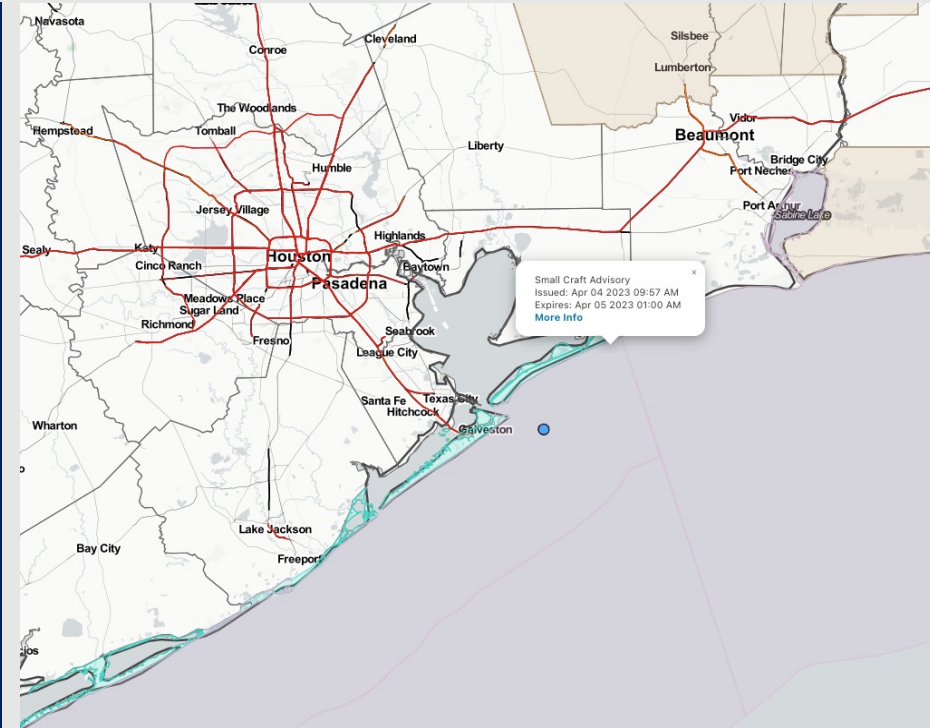 Navasota
Cleveland
Conroe
Silsbee
Lumberton
The Woodlands
Hempstead
Tomball
Vidor
Beaumont
Liberty
Humble
Bridge City
Port Neches
Jersey Village
Port Arthur
Sabine Lake
Highlands
Sealy
Katy
Houston
Cinco Ranch
Baytown
Pasadena
×
Small Craft Advisory
Issued: Apr 04 2023 09:57 AM
Expires: Apr 05 2023 01:00 AM
More Info
Meadows Place
Sugar Land
Richmond
Seabrook
Fresno
League City
Santa Fe
Texas City
Hitchcock
Galveston
Wharton
Lake Jackson
Bay City
Freeport
ios